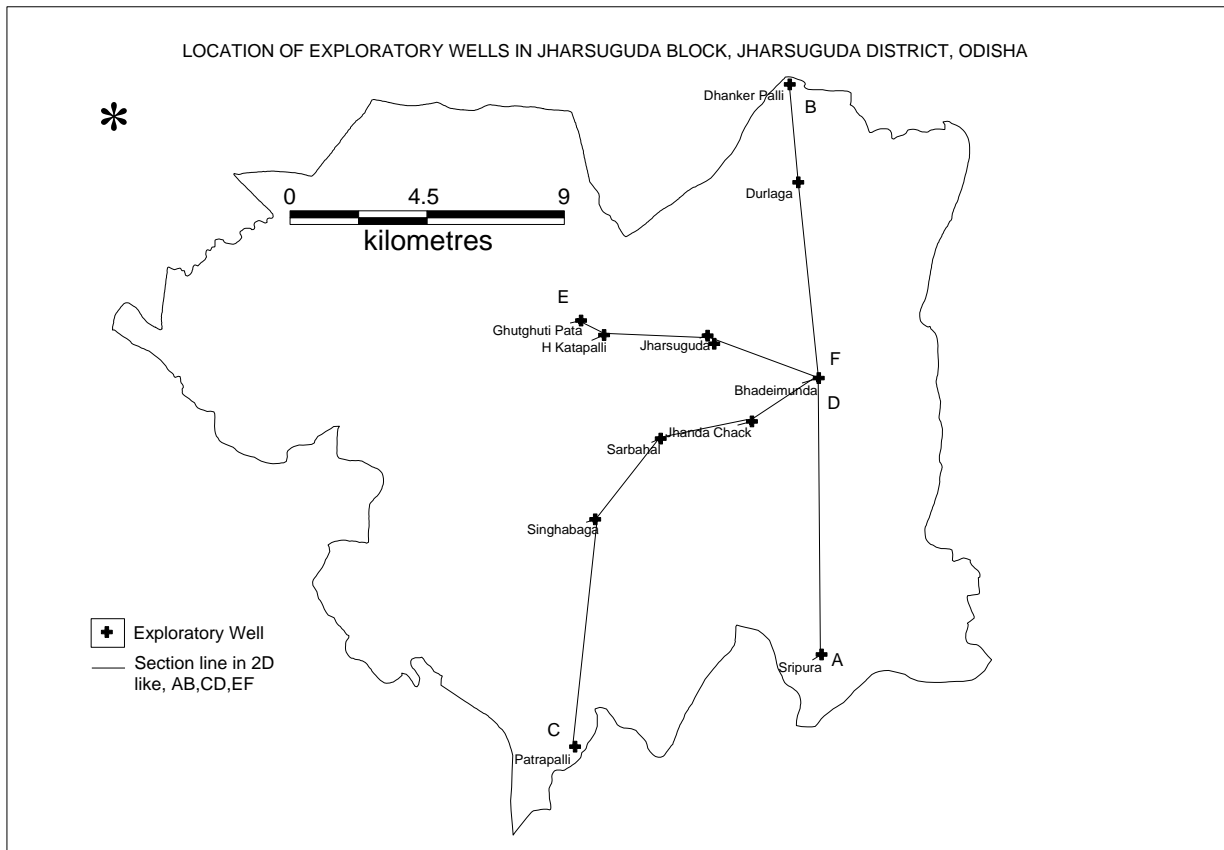 LOCATION OF EXPLORATORY WELLS IN JHARSUGUDA BLOCK, JHARSUGUDA DISTRICT, ODISHA
Dhanker Palli
B
Durlaga
0 4.5 9
kilometres
E
Ghutghuti Pata
H Katapalli
Jharsuguda
F
Bhadeimunda
D
Jhanda Chack
Sarbahal
Singhabaga
Exploratory Well
Section line in 2D
like, AB,CD,EF
A
Sripura
C
Patrapalli